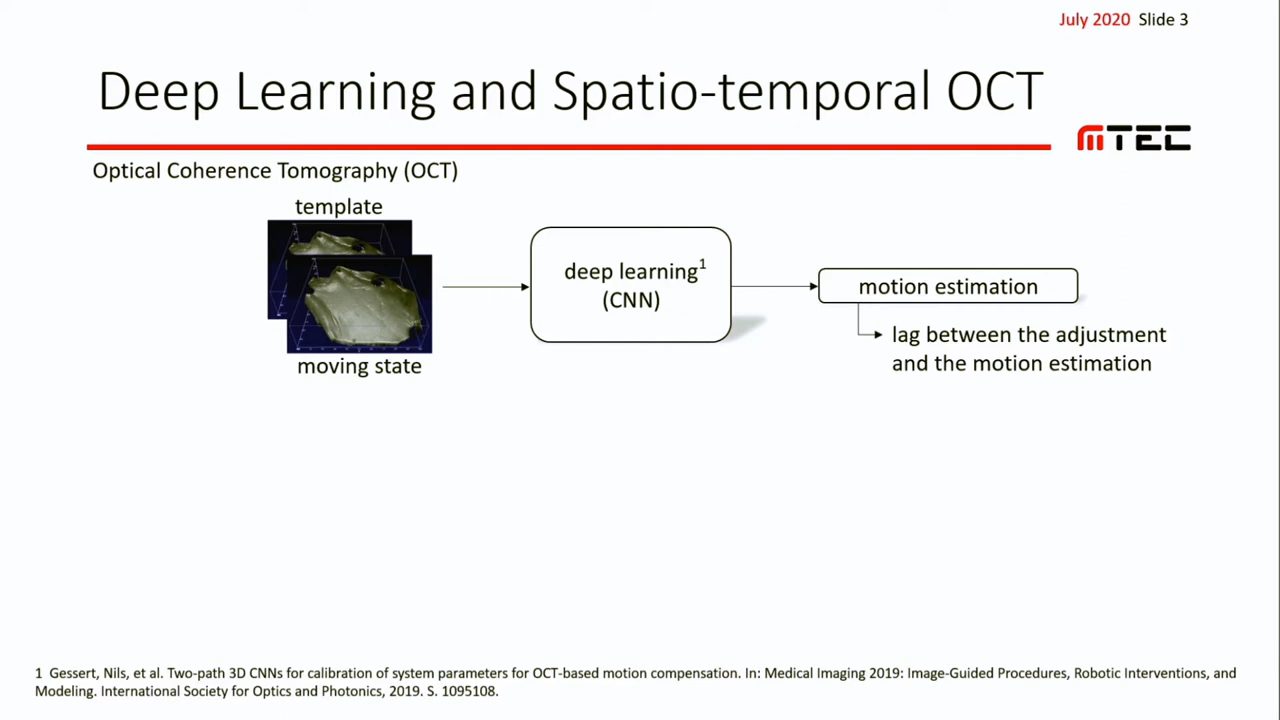 July 2020 Slide 3
Deep Learning and Spatio-temporal OCT
MTEC
Optical Coherence Tomography (OCT)
template
deep learning1
(CNN)
motion estimation
lag between the adjustment
and the motion estimation
moving state
1 Gessert, Nils, et al. Two-path 3D CNNs for calibration of system parameters for OCT-based motion compensation. In: Medical Imaging 2019: Image-Guided Procedures, Robotic Interventions, and
Modeling. International Society for Optics and Photonics, 2019. S. 1095108.